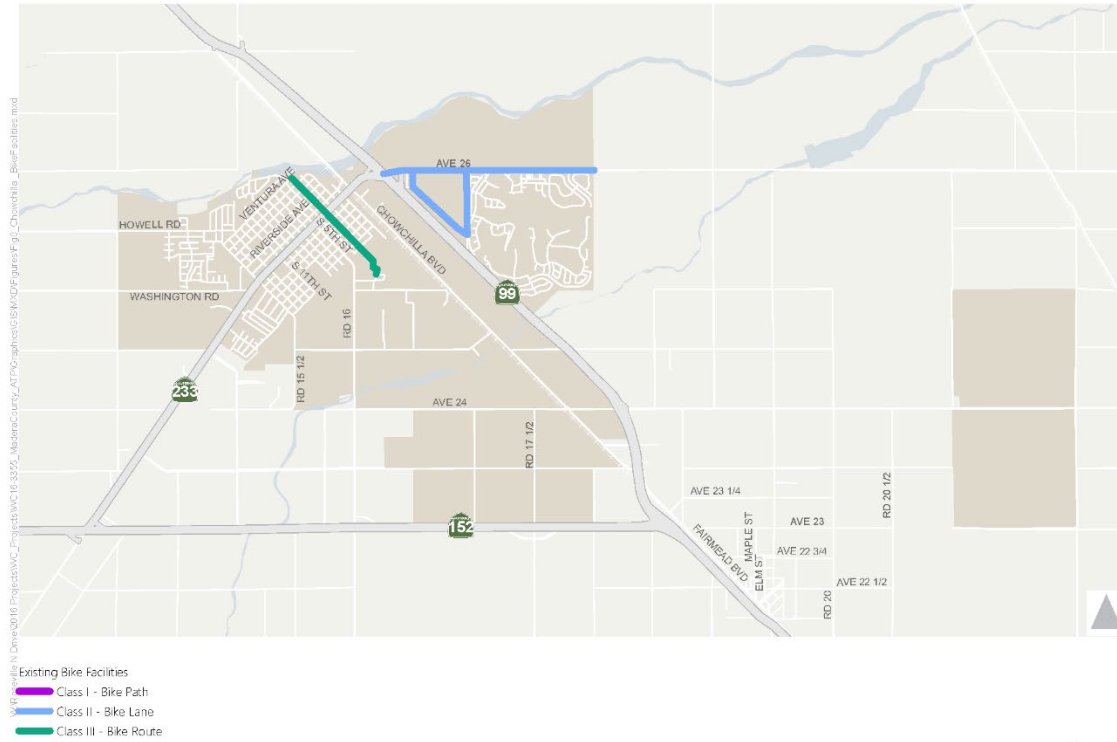 AVE 26
VENTURA AVE
HOWELL RD
RIVERSIDE AVE
S 5TH ST
CHOWCHILLA BLVD
S 11TH ST
WASHINGTON RD
99
RD 16
RD 15 1/2
233
AVE 24
RD 17 1/2
AVE 23 1/4
RD 20 1/2
152
MAPLE ST
AVE 23
FAIRMEAD BLVD
ELM ST
AVE 22 3/4
AVE 22 1/2
RD 20
Existing Bike Facilities
Class I - Bike Path
Class II - Bike Lane
Class III - Bike Route